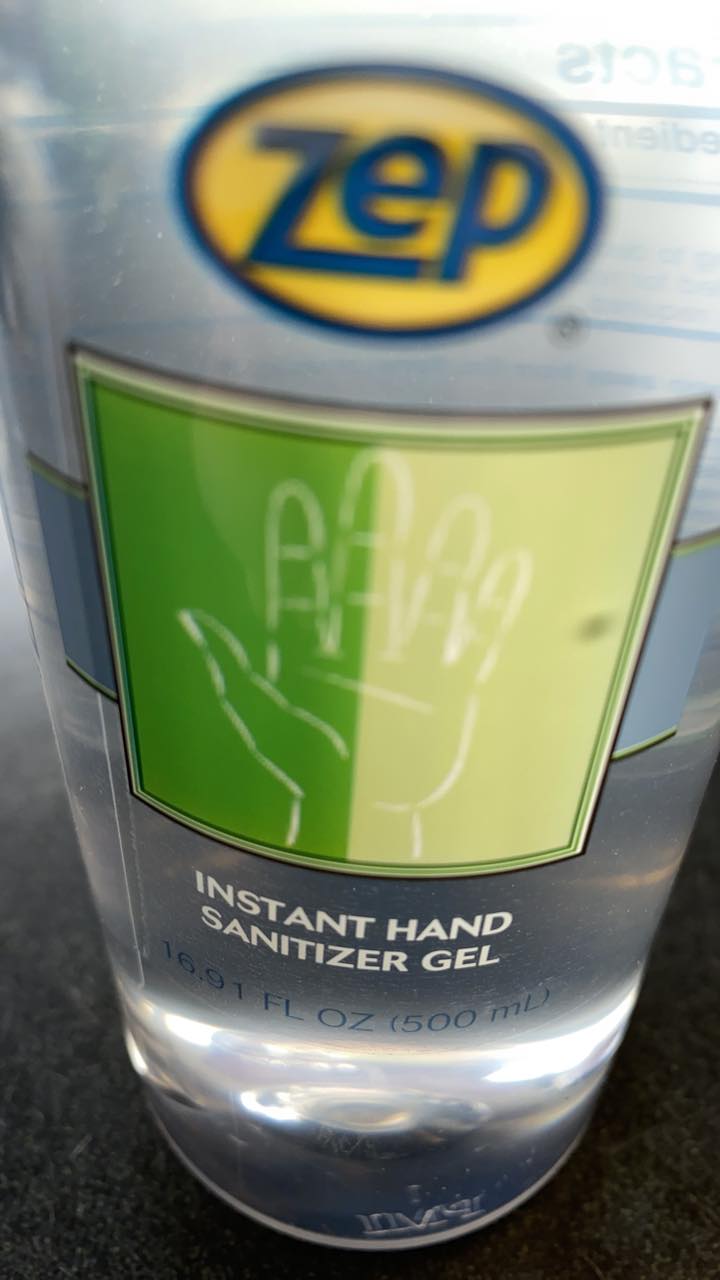 Zep
®
INSTANT HAND
SANITIZER GEL
16.91 FL OZ (500 mL)